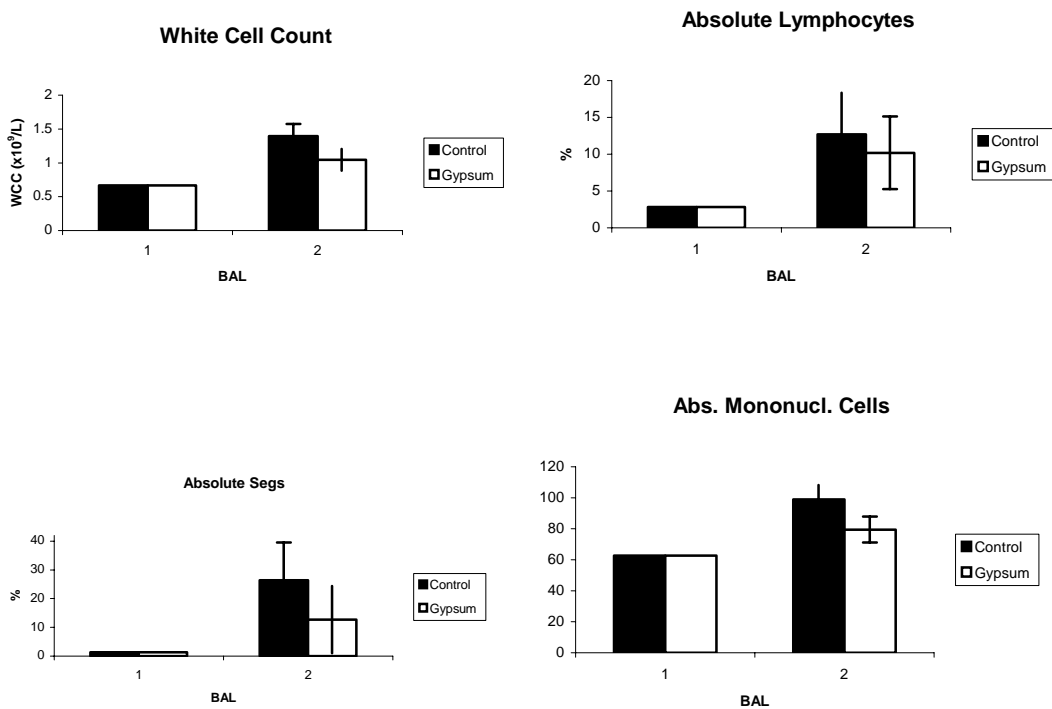 White Cell Count
2
1.5
1
0.5
0
WCC (x10⁹/L)
1 2
BAL
Control
Gypsum
Absolute Lymphocytes
20
15
10
5
0
%
1 2
BAL
Control
Gypsum
Absolute Segs
40
30
20
10
0
%
1 2
BAL
Control
Gypsum
Abs. Mononucl. Cells
120
100
80
60
40
20
0
1 2
BAL
Control
Gypsum